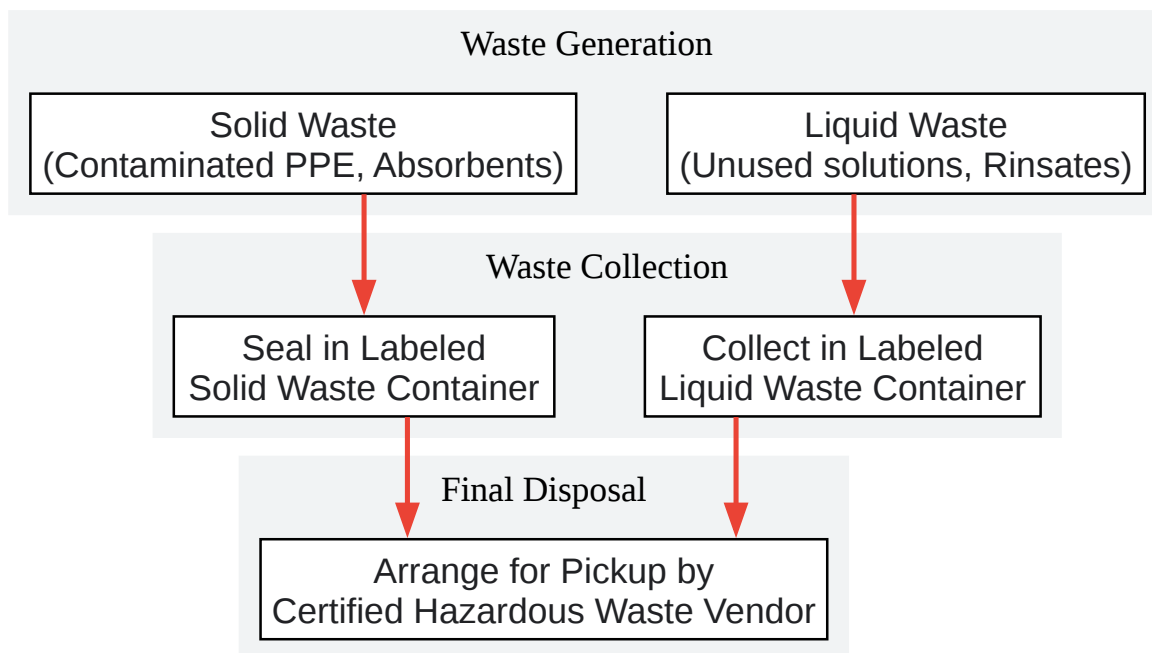 Waste Generation
Solid Waste
(Contaminated PPE, Absorbents)
Liquid Waste
(Unused solutions, Rinsates)
Waste Collection
Seal in Labeled
Solid Waste Container
Collect in Labeled
Liquid Waste Container
Final Disposal
Arrange for Pickup by
Certified Hazardous Waste Vendor